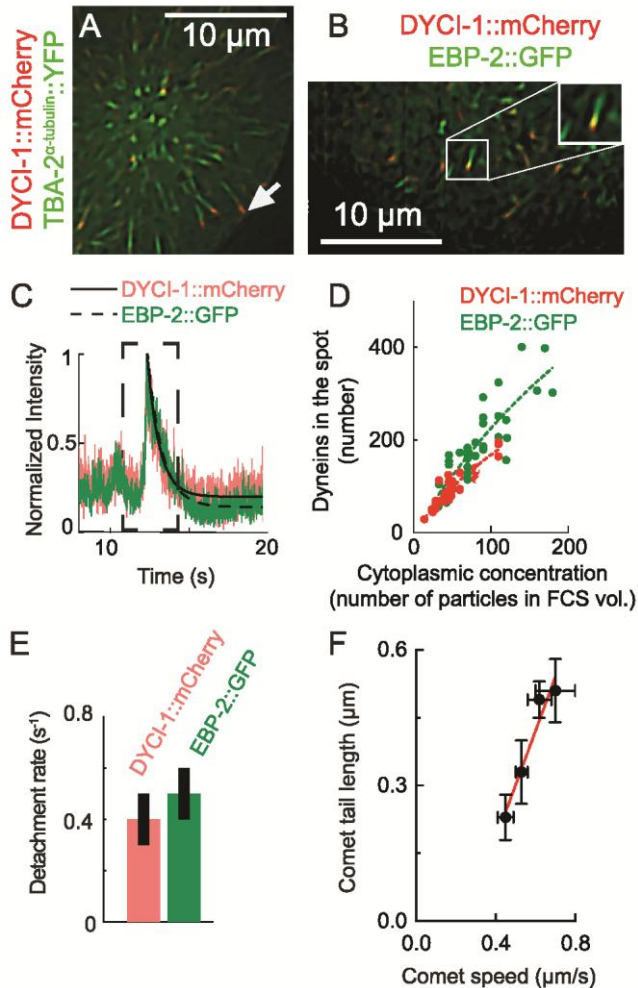 A
10 µm
DYCI-1::mCherry
TBA-2α-tubulin::YFP
B
DYCI-1::mCherry
EBP-2::GFP
10 µm
C
DYCI-1::mCherry
EBP-2::GFP
1
0.5
0
Normalized Intensity
10
20
Time (s)
D
DYCI-1::mCherry
EBP-2::GFP
400
200
0
Dyneins in the spot
(number)
0
100
200
Cytoplasmic concentration
(number of particles in FCS vol.)
E
DYCI-1::mCherry
EBP-2::GFP
0.8
0.4
0
Detachment rate (s⁻¹)
F
0.6
0.3
0.0
Comet tail length (µm)
0.4
0.8
Comet speed (µm/s)